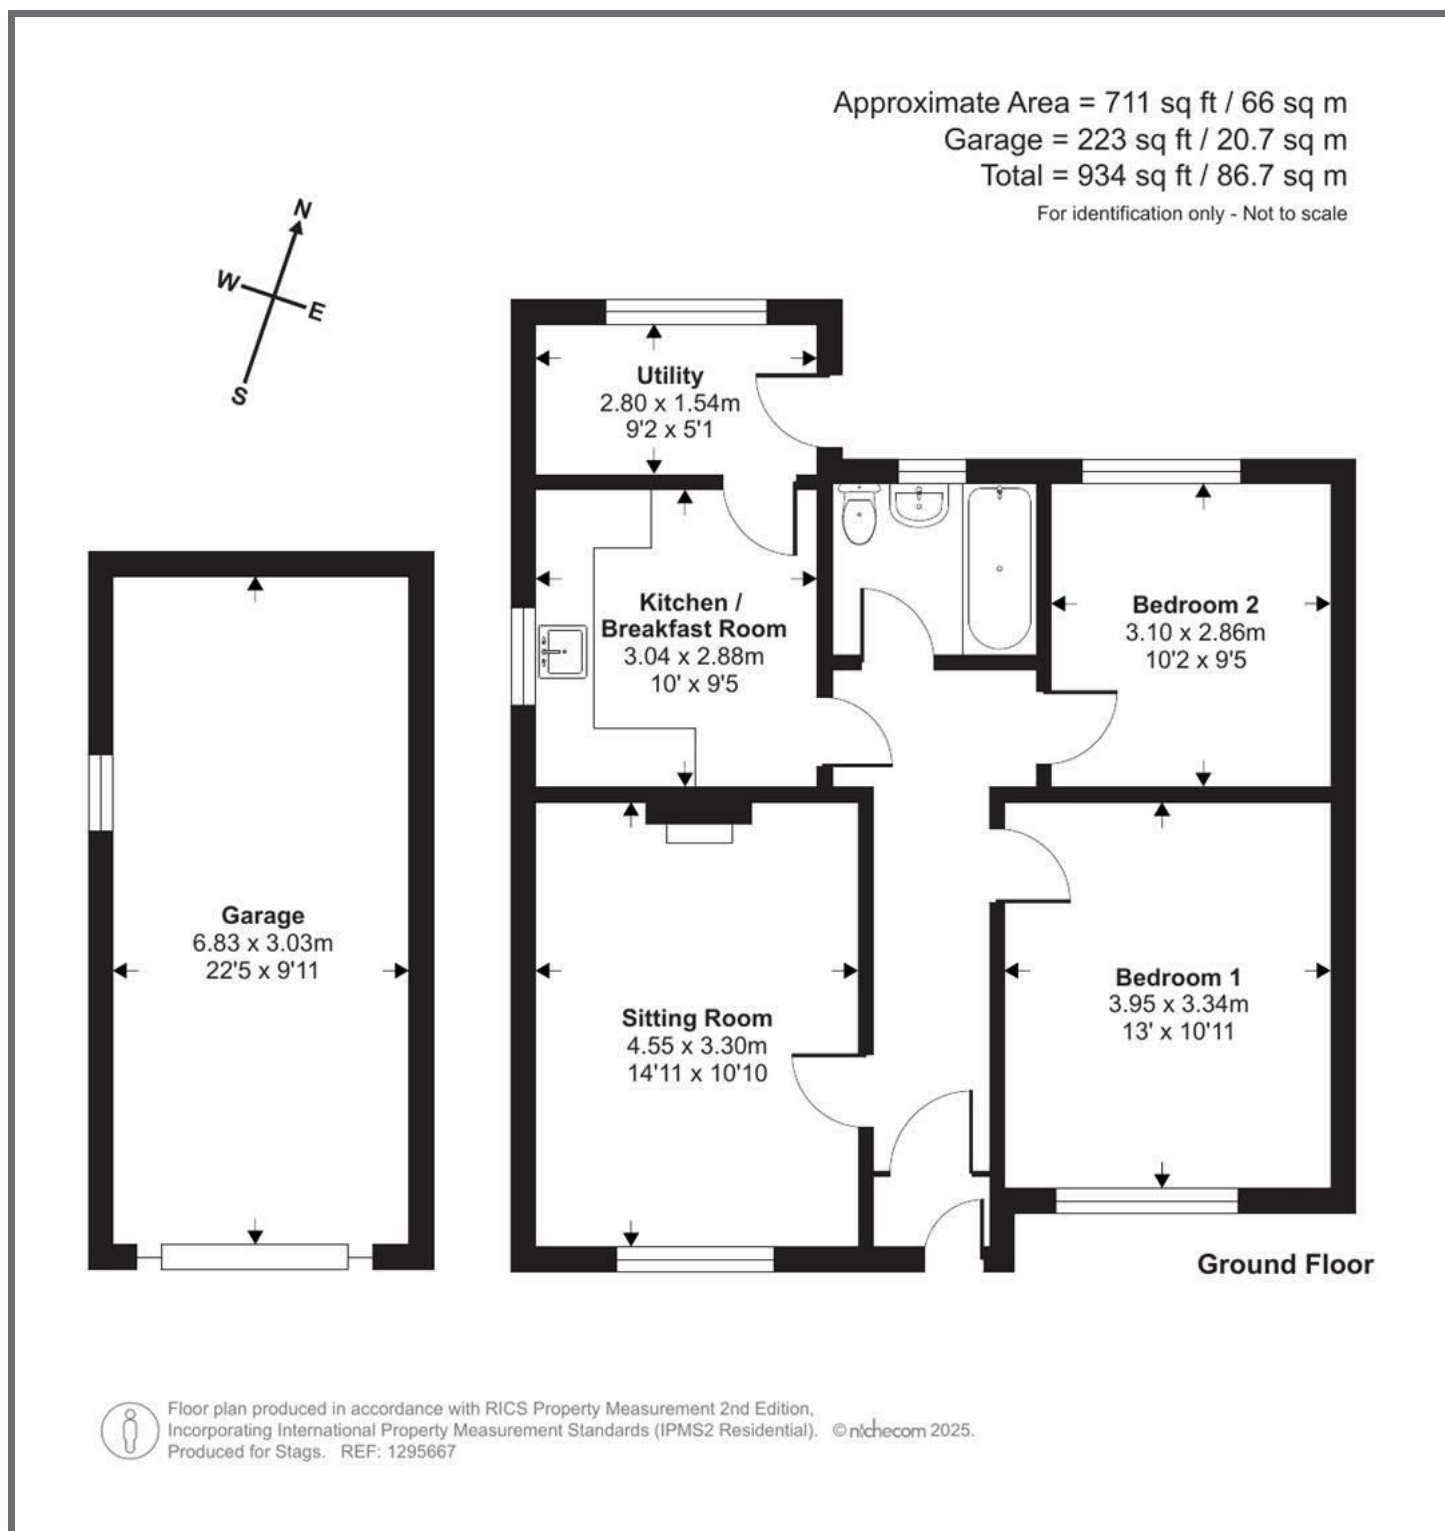 Approximate Area = 711 sq ft / 66 sq m
Garage = 223 sq ft / 20.7 sq m
Total = 934 sq ft / 86.7 sq m
For identification only - Not to scale
N
W
E
S
Utility
2.80 x 1.54m
9'2 x 5'1
Kitchen /
Breakfast Room
3.04 x 2.88m
10' x 9'5
Bedroom 2
3.10 x 2.86m
10'2 x 9'5
Garage
6.83 x 3.03m
22'5 x 9'11
Sitting Room
4.55 x 3.30m
14'11 x 10'10
Bedroom 1
3.95 x 3.34m
13' x 10'11
Ground Floor
Floor plan produced in accordance with RICS Property Measurement 2nd Edition,
Incorporating International Property Measurement Standards (IPMS2 Residential). © nichecom 2025.
Produced for Stags. REF: 1295667